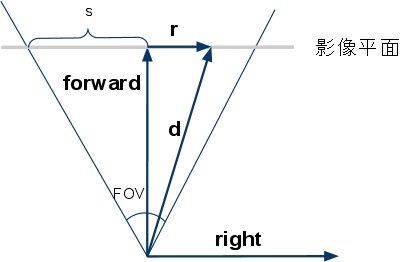 s
r
影像平面
forward
d
FOV
right